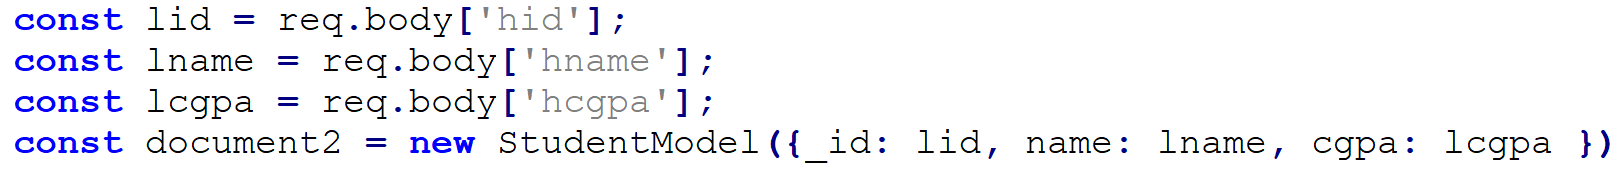 const lid = req.body['hid'];
const lname = req.body['hname'];
const lcgpa = req.body['hcgpa'];
const document2 = new StudentModel({_id: lid, name: lname, cgpa: lcgpa })